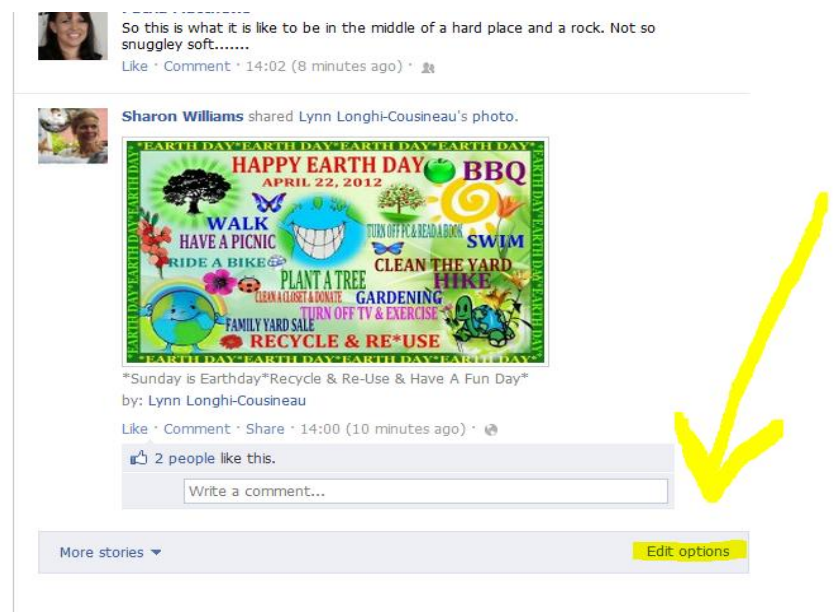 So this is what it is like to be in the middle of a hard place and a rock. Not so
snuggley soft.......
Like · Comment · 14:02 (8 minutes ago) ·
Sharon Williams shared Lynn Longhi-Cousineau's photo.
*EARTH DAY*EARTH DAY*EARTH DAY*EARTH DAY*EARTH DAY*
HAPPY EARTH DAY
BBQ
APRIL 22, 2012
WALK
TURN OFF PC & READ A BOOK
HAVE A PICNIC
SWIM
RIDE A BIKE
CLEAN THE YARD
PLANT A TREE
HIKE
CLEAN A CLOSET & DONATE
GARDENING
TURN OFF TV & EXERCISE
FAMILY YARD SALE
RECYCLE & RE*USE
*EARTH DAY*EARTH DAY*EARTH DAY*EARTH DAY*EARTH DAY*
*Sunday is Earthday*Recycle & Re-Use & Have A Fun Day*
by: Lynn Longhi-Cousineau
Like · Comment · Share · 14:00 (10 minutes ago) ·
2 people like this.
Write a comment...
More stories
Edit options